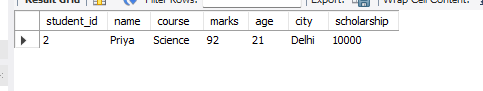 Result Grid Filter Rows: Export: Wrap Cell Content:
student_id name course marks age city scholarship
2 Priya Science 92 21 Delhi 10000